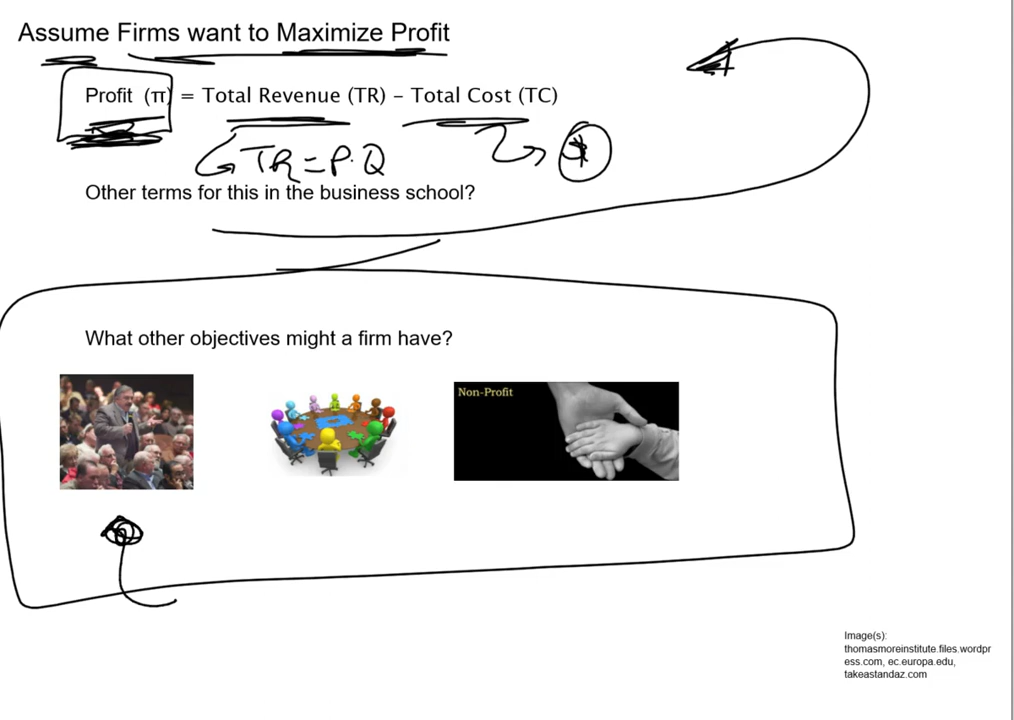 Assume Firms want to Maximize Profit
Profit (π) = Total Revenue (TR) – Total Cost (TC)
TR = P·Q
$
Other terms for this in the business school?
What other objectives might a firm have?
Non-Profit
Image(s):
thomasmoreinstitute.files.wordpr
ess.com, ec.europa.eu,
takeastandaz.com